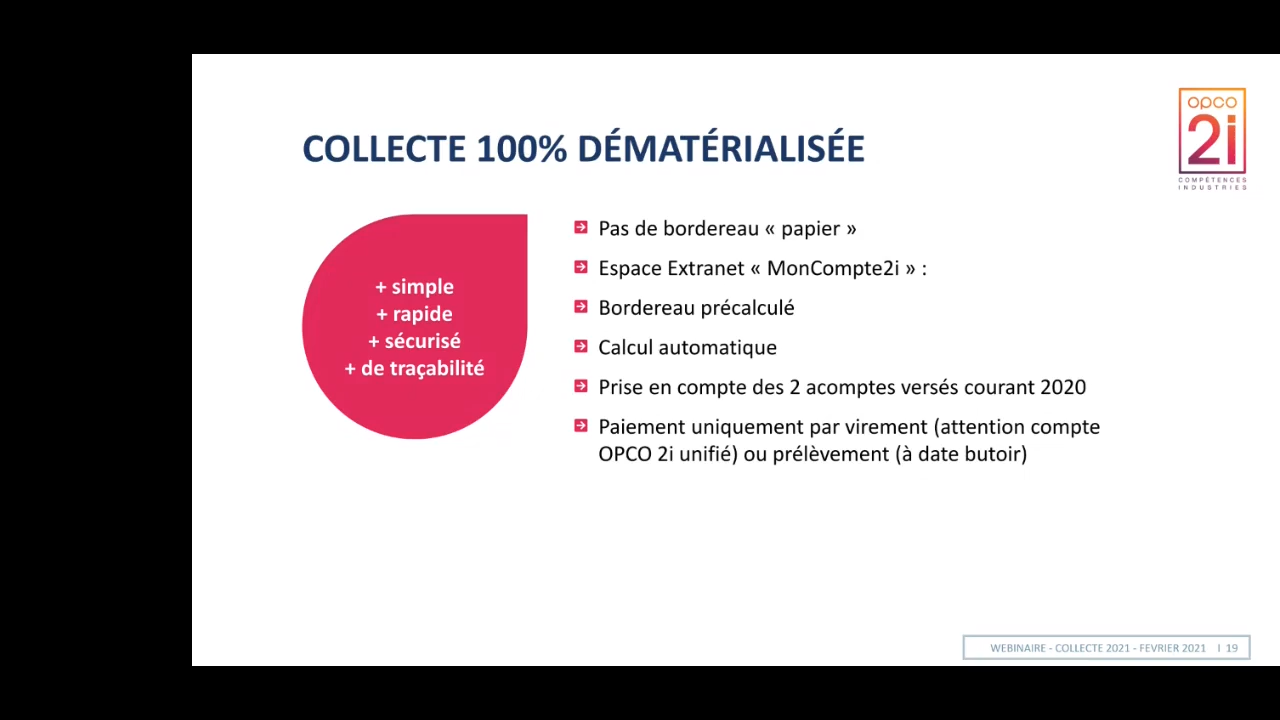 opco
2i
COMPÉTENCES
INDUSTRIES
COLLECTE 100% DÉMATÉRIALISÉE
+ simple
+ rapide
+ sécurisé
+ de traçabilité
Pas de bordereau « papier »
Espace Extranet « MonCompte2i » :
Bordereau précalculé
Calcul automatique
Prise en compte des 2 acomptes versés courant 2020
Paiement uniquement par virement (attention compte
OPCO 2i unifié) ou prélèvement (à date butoir)
WEBINAIRE - COLLECTE 2021 - FEVRIER 2021 I 19